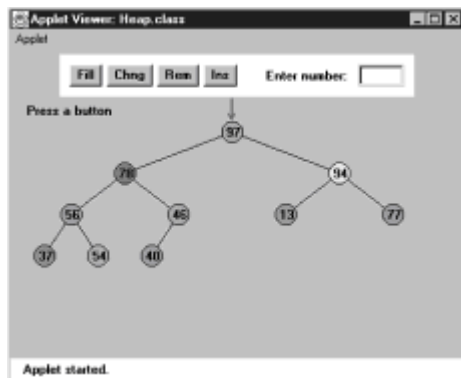 Applet Viewer: Heap.class
Applet
Fill Chng Rem Ins Enter number:
Press a button
97
78 94
56 46 13 77
37 54 40
Applet started.